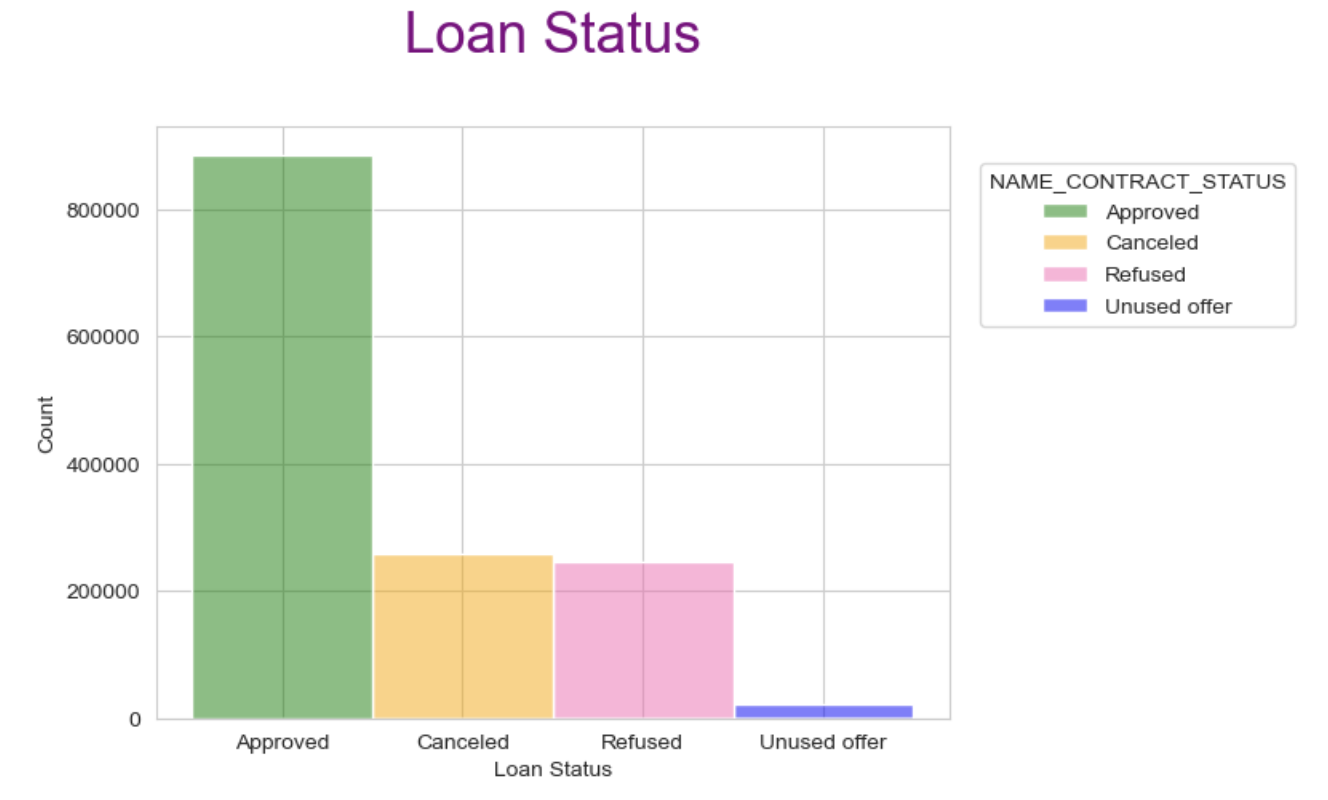 Loan Status
800000
600000
400000
200000
0
Count
Approved
Canceled
Refused
Unused offer
Loan Status
NAME_CONTRACT_STATUS
Approved
Canceled
Refused
Unused offer